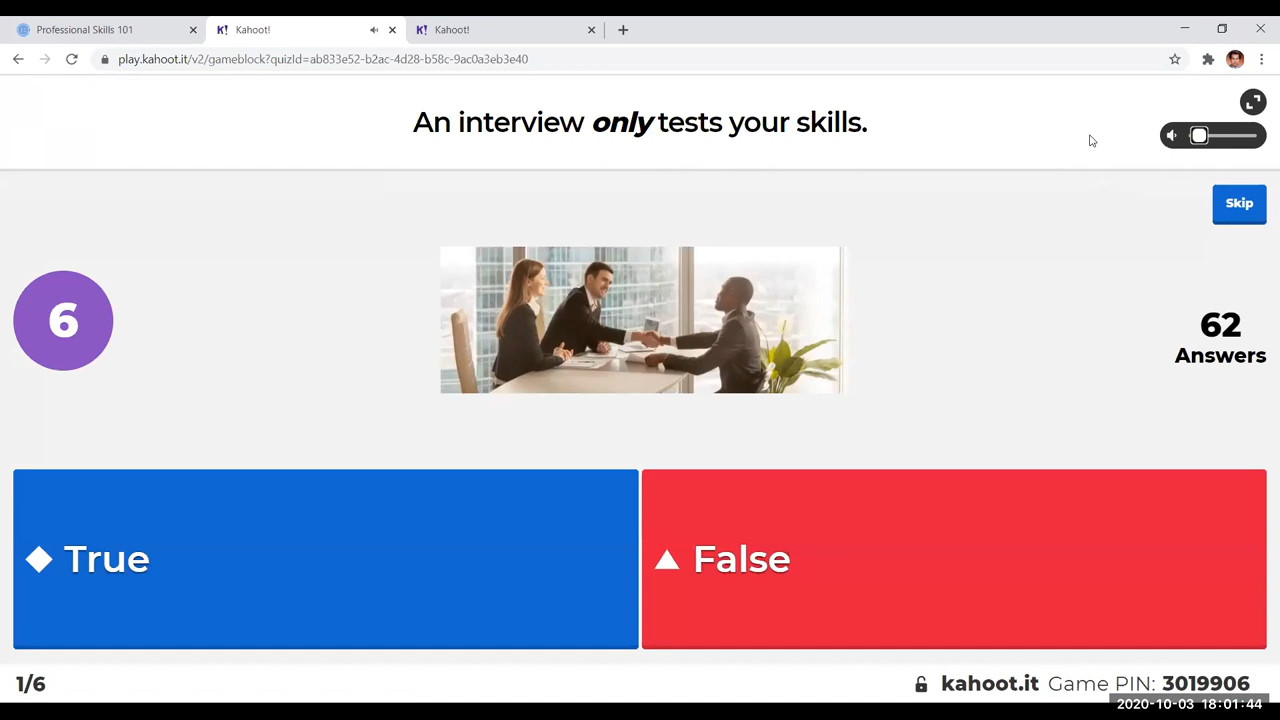 Professional Skills 101
K! Kahoot!
K! Kahoot!
play.kahoot.it/v2/gameblock?quizId=ab833e52-b2ac-4d28-b58c-9ac0a3eb3e40
An interview only tests your skills.
Skip
6
62
Answers
True
False
1/6
kahoot.it Game PIN: 3019906
2020-10-03 18:01:44